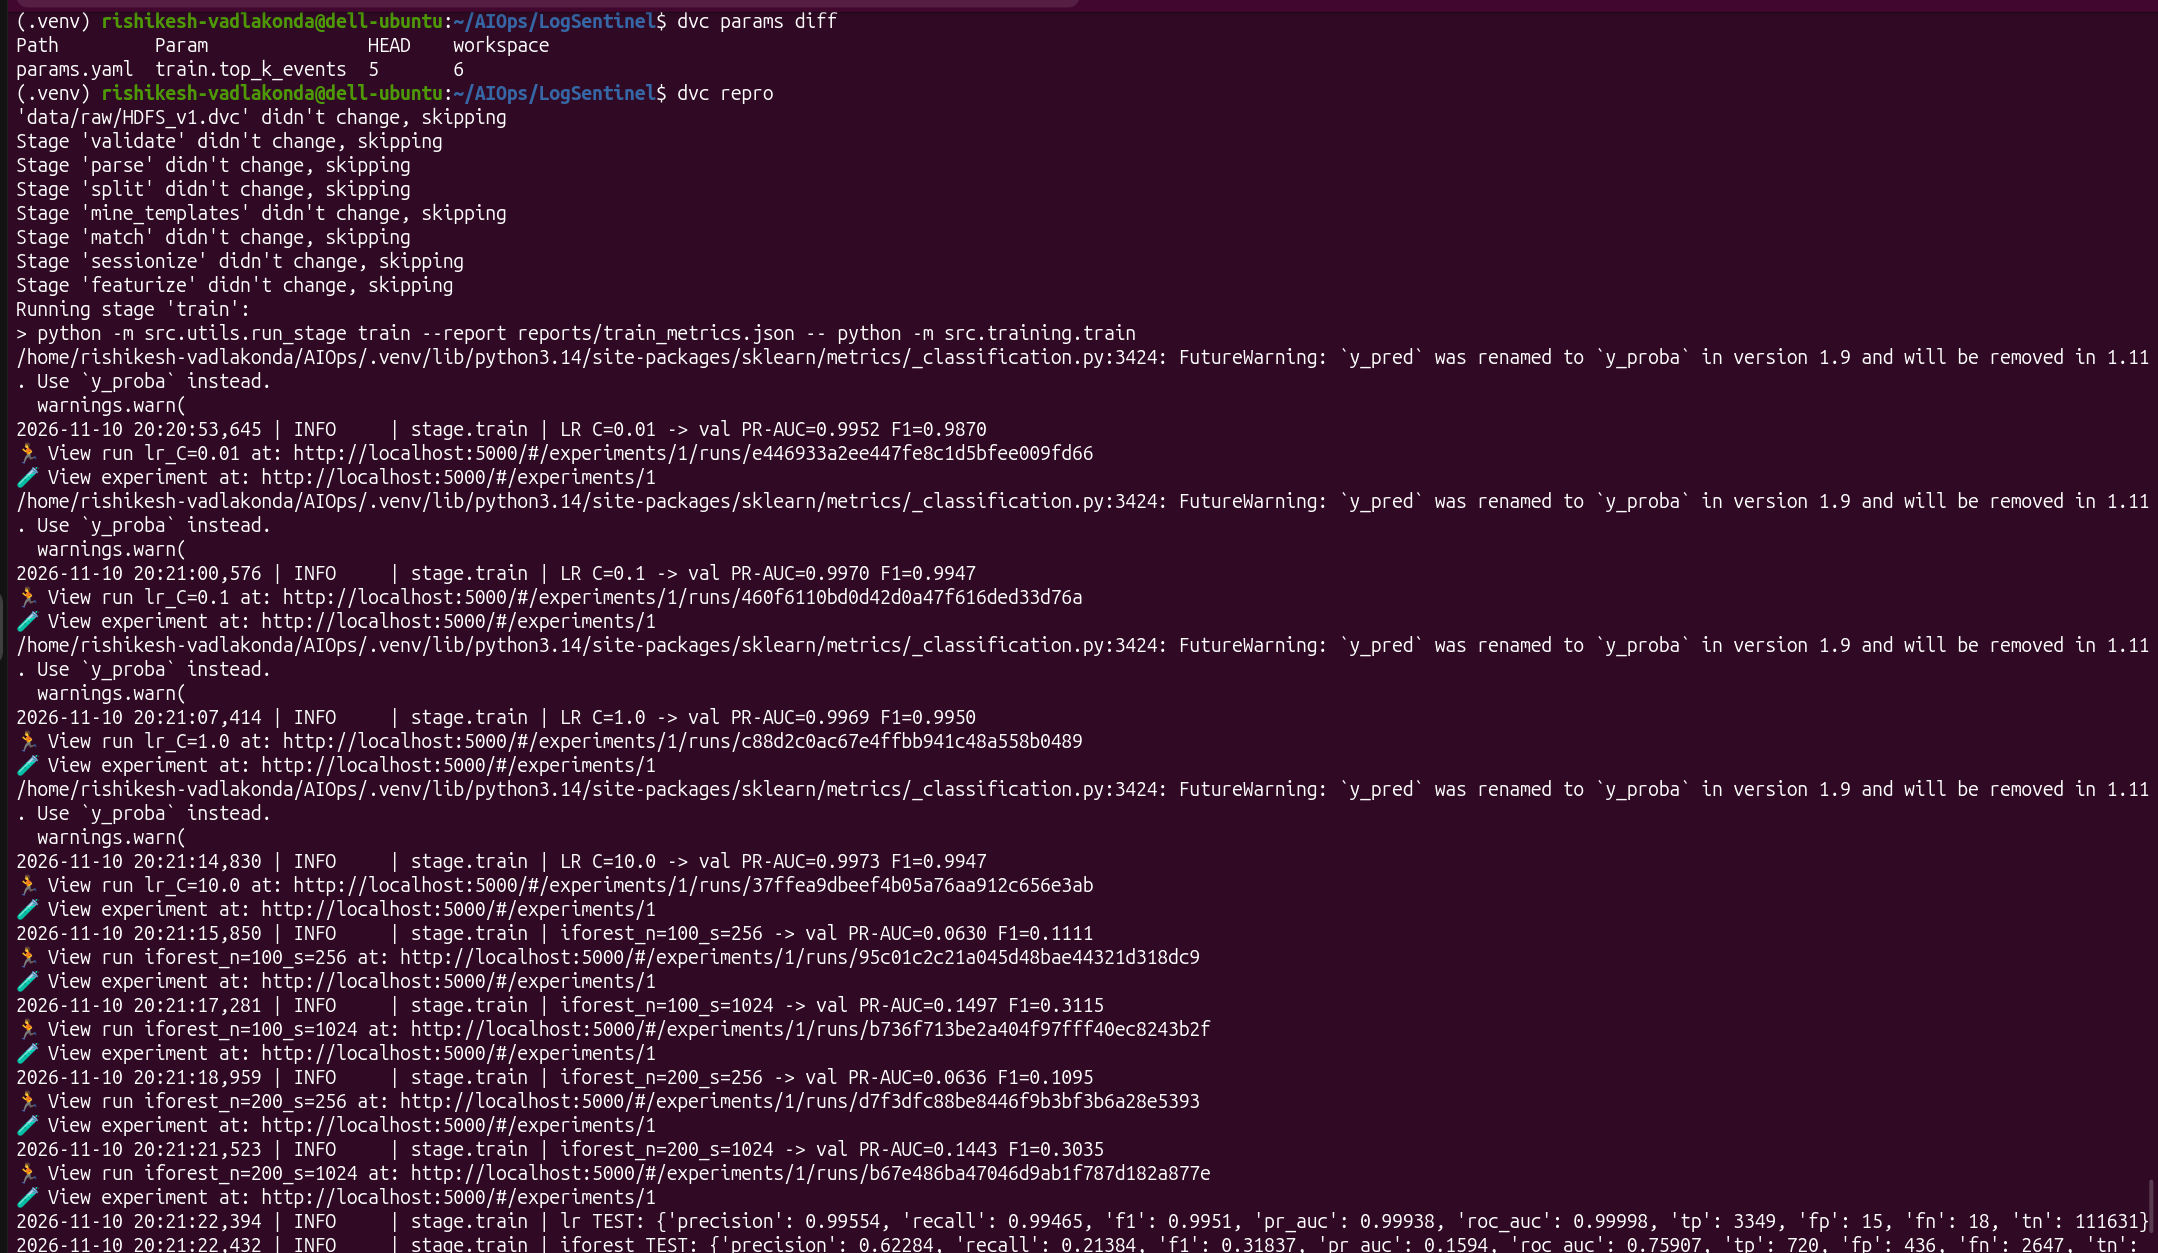 (.venv) rishikesh-vadlakonda@dell-ubuntu:~/AIOps/LogSentinel$ dvc params diff
Path         Param               HEAD    workspace
params.yaml  train.top_k_events  5       6
(.venv) rishikesh-vadlakonda@dell-ubuntu:~/AIOps/LogSentinel$ dvc repro
'data/raw/HDFS_v1.dvc' didn't change, skipping
Stage 'validate' didn't change, skipping
Stage 'parse' didn't change, skipping
Stage 'split' didn't change, skipping
Stage 'mine_templates' didn't change, skipping
Stage 'match' didn't change, skipping
Stage 'sessionize' didn't change, skipping
Stage 'featurize' didn't change, skipping
Running stage 'train':
> python -m src.utils.run_stage train --report reports/train_metrics.json -- python -m src.training.train
/home/rishikesh-vadlakonda/AIOps/.venv/lib/python3.14/site-packages/sklearn/metrics/_classification.py:3424: FutureWarning: `y_pred` was renamed to `y_proba` in version 1.9 and will be removed in 1.11
. Use `y_proba` instead.
  warnings.warn(
2026-11-10 20:20:53,645 | INFO     | stage.train | LR C=0.01 -> val PR-AUC=0.9952 F1=0.9870
🏃 View run lr_C=0.01 at: http://localhost:5000/#/experiments/1/runs/e446933a2ee447fe8c1d5bfee009fd66
🧪 View experiment at: http://localhost:5000/#/experiments/1
/home/rishikesh-vadlakonda/AIOps/.venv/lib/python3.14/site-packages/sklearn/metrics/_classification.py:3424: FutureWarning: `y_pred` was renamed to `y_proba` in version 1.9 and will be removed in 1.11
. Use `y_proba` instead.
  warnings.warn(
2026-11-10 20:21:00,576 | INFO     | stage.train | LR C=0.1 -> val PR-AUC=0.9970 F1=0.9947
🏃 View run lr_C=0.1 at: http://localhost:5000/#/experiments/1/runs/460f6110bd0d42d0a47f616ded33d76a
🧪 View experiment at: http://localhost:5000/#/experiments/1
/home/rishikesh-vadlakonda/AIOps/.venv/lib/python3.14/site-packages/sklearn/metrics/_classification.py:3424: FutureWarning: `y_pred` was renamed to `y_proba` in version 1.9 and will be removed in 1.11
. Use `y_proba` instead.
  warnings.warn(
2026-11-10 20:21:07,414 | INFO     | stage.train | LR C=1.0 -> val PR-AUC=0.9969 F1=0.9950
🏃 View run lr_C=1.0 at: http://localhost:5000/#/experiments/1/runs/c88d2c0ac67e4ffbb941c48a558b0489
🧪 View experiment at: http://localhost:5000/#/experiments/1
/home/rishikesh-vadlakonda/AIOps/.venv/lib/python3.14/site-packages/sklearn/metrics/_classification.py:3424: FutureWarning: `y_pred` was renamed to `y_proba` in version 1.9 and will be removed in 1.11
. Use `y_proba` instead.
  warnings.warn(
2026-11-10 20:21:14,830 | INFO     | stage.train | LR C=10.0 -> val PR-AUC=0.9973 F1=0.9947
🏃 View run lr_C=10.0 at: http://localhost:5000/#/experiments/1/runs/37ffea9dbeef4b05a76aa912c656e3ab
🧪 View experiment at: http://localhost:5000/#/experiments/1
2026-11-10 20:21:15,850 | INFO     | stage.train | iforest_n=100_s=256 -> val PR-AUC=0.0630 F1=0.1111
🏃 View run iforest_n=100_s=256 at: http://localhost:5000/#/experiments/1/runs/95c01c2c21a045d48bae44321d318dc9
🧪 View experiment at: http://localhost:5000/#/experiments/1
2026-11-10 20:21:17,281 | INFO     | stage.train | iforest_n=100_s=1024 -> val PR-AUC=0.1497 F1=0.3115
🏃 View run iforest_n=100_s=1024 at: http://localhost:5000/#/experiments/1/runs/b736f713be2a404f97fff40ec8243b2f
🧪 View experiment at: http://localhost:5000/#/experiments/1
2026-11-10 20:21:18,959 | INFO     | stage.train | iforest_n=200_s=256 -> val PR-AUC=0.0636 F1=0.1095
🏃 View run iforest_n=200_s=256 at: http://localhost:5000/#/experiments/1/runs/d7f3dfc88be8446f9b3bf3b6a28e5393
🧪 View experiment at: http://localhost:5000/#/experiments/1
2026-11-10 20:21:21,523 | INFO     | stage.train | iforest_n=200_s=1024 -> val PR-AUC=0.1443 F1=0.3035
🏃 View run iforest_n=200_s=1024 at: http://localhost:5000/#/experiments/1/runs/b67e486ba47046d9ab1f787d182a877e
🧪 View experiment at: http://localhost:5000/#/experiments/1
2026-11-10 20:21:22,394 | INFO     | stage.train | lr TEST: {'precision': 0.99554, 'recall': 0.99465, 'f1': 0.9951, 'pr_auc': 0.99938, 'roc_auc': 0.99998, 'tp': 3349, 'fp': 15, 'fn': 18, 'tn': 111631}
2026-11-10 20:21:22,432 | INFO     | stage.train | iforest TEST: {'precision': 0.62284, 'recall': 0.21384, 'f1': 0.31837, 'pr_auc': 0.1594, 'roc_auc': 0.75907, 'tp': 720, 'fp': 436, 'fn': 2647, 'tn':